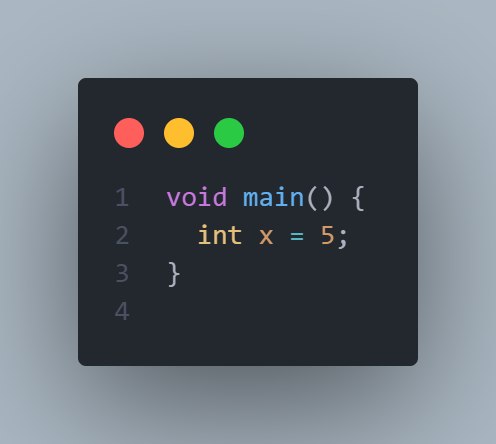 1 void main() {
2   int x = 5;
3 }
4